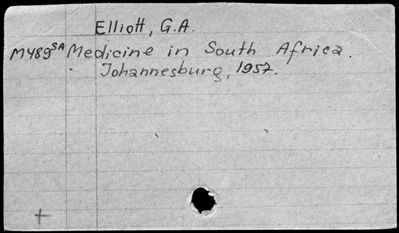 Elliott, G.A.
M489SA Medicine in South Africa.
Johannesburg, 1957.
+